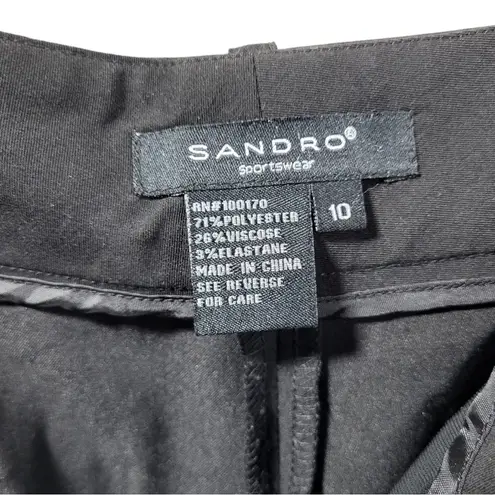 SANDRO®
sportswear
10
RN#100170
71%POLYESTER
26%VISCOSE
3%ELASTANE
MADE IN CHINA
SEE REVERSE
FOR CARE